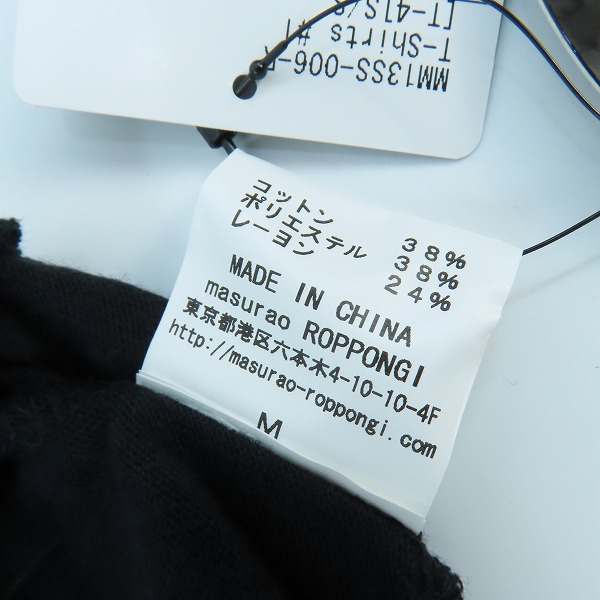 MM13SS-006-
T-Shirts #1
[T-4]S/S
コットン 38%
ポリエステル 38%
レーヨン 24%
MADE IN CHINA
masurao ROPPONGI
東京都港区六本木4-10-10-4F
http://masurao-roppongi.com
M